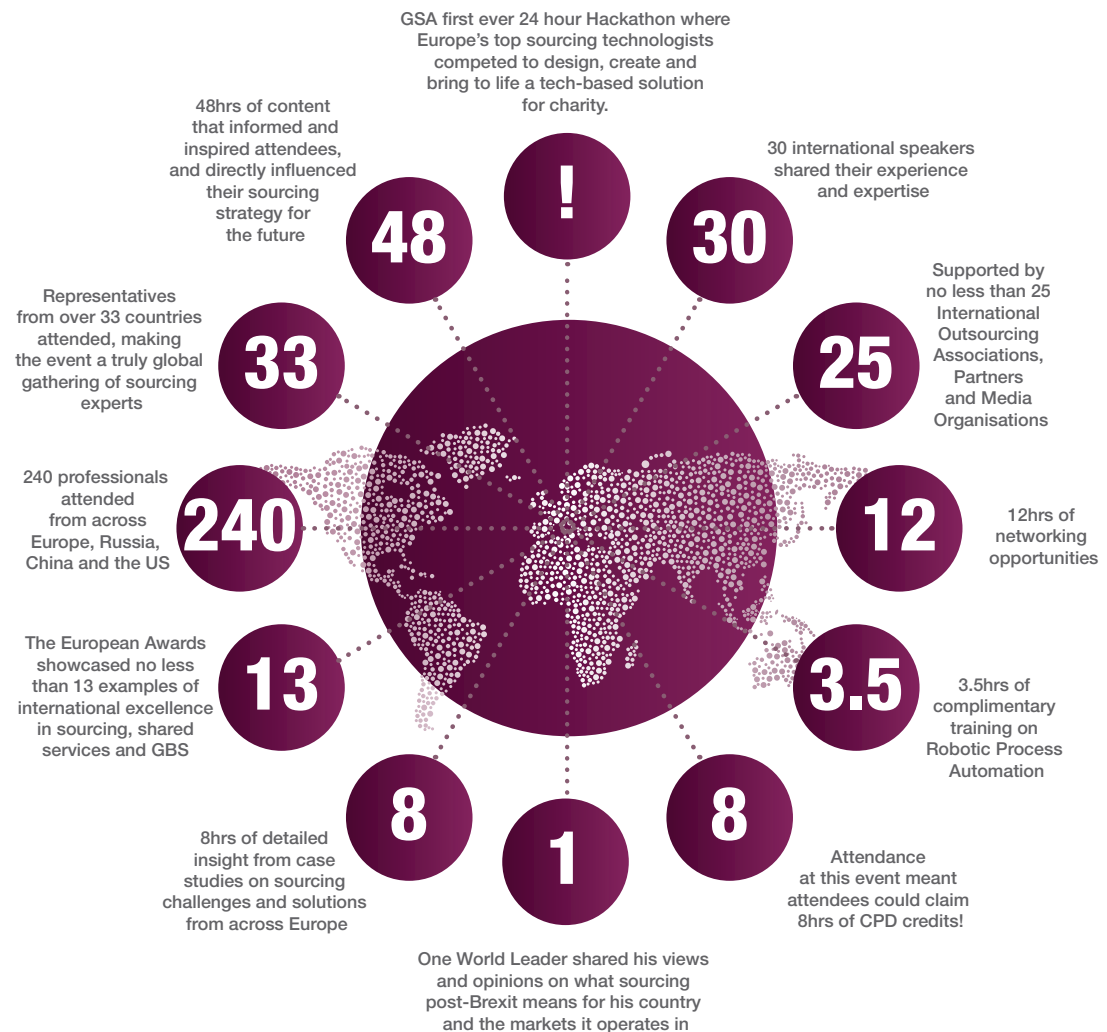 GSA first ever 24 hour Hackathon where
Europe's top sourcing technologists
competed to design, create and
bring to life a tech-based solution
for charity.
!
48hrs of content
that informed and
inspired attendees,
and directly influenced
their sourcing
strategy for
the future
48
30 international speakers
shared their experience
and expertise
30
Representatives
from over 33 countries
attended, making
the event a truly global
gathering of sourcing
experts
33
Supported by
no less than 25
International
Outsourcing
Associations,
Partners
and Media
Organisations
25
240 professionals
attended
from across
Europe, Russia,
China and the US
240
12hrs of
networking
opportunities
12
The European Awards
showcased no less
than 13 examples of
international excellence
in sourcing, shared
services and GBS
13
3.5hrs of
complimentary
training on
Robotic Process
Automation
3.5
8hrs of detailed
insight from case
studies on sourcing
challenges and solutions
from across Europe
8
1
One World Leader shared his views
and opinions on what sourcing
post-Brexit means for his country
and the markets it operates in
8
Attendance
at this event meant
attendees could claim
8hrs of CPD credits!